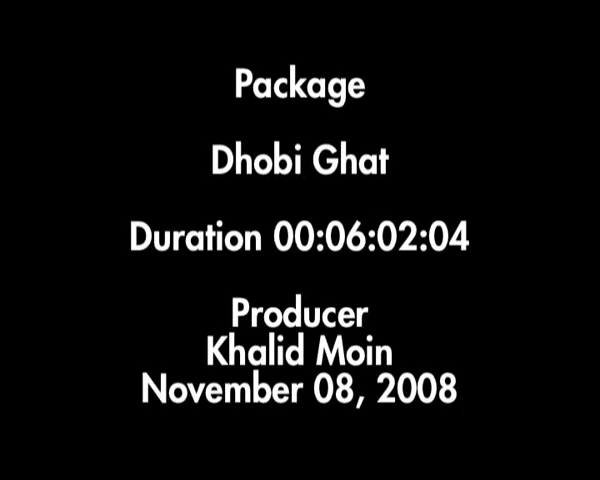 Package
Dhobi Ghat
Duration 00:06:02:04
Producer
Khalid Moin
November 08, 2008